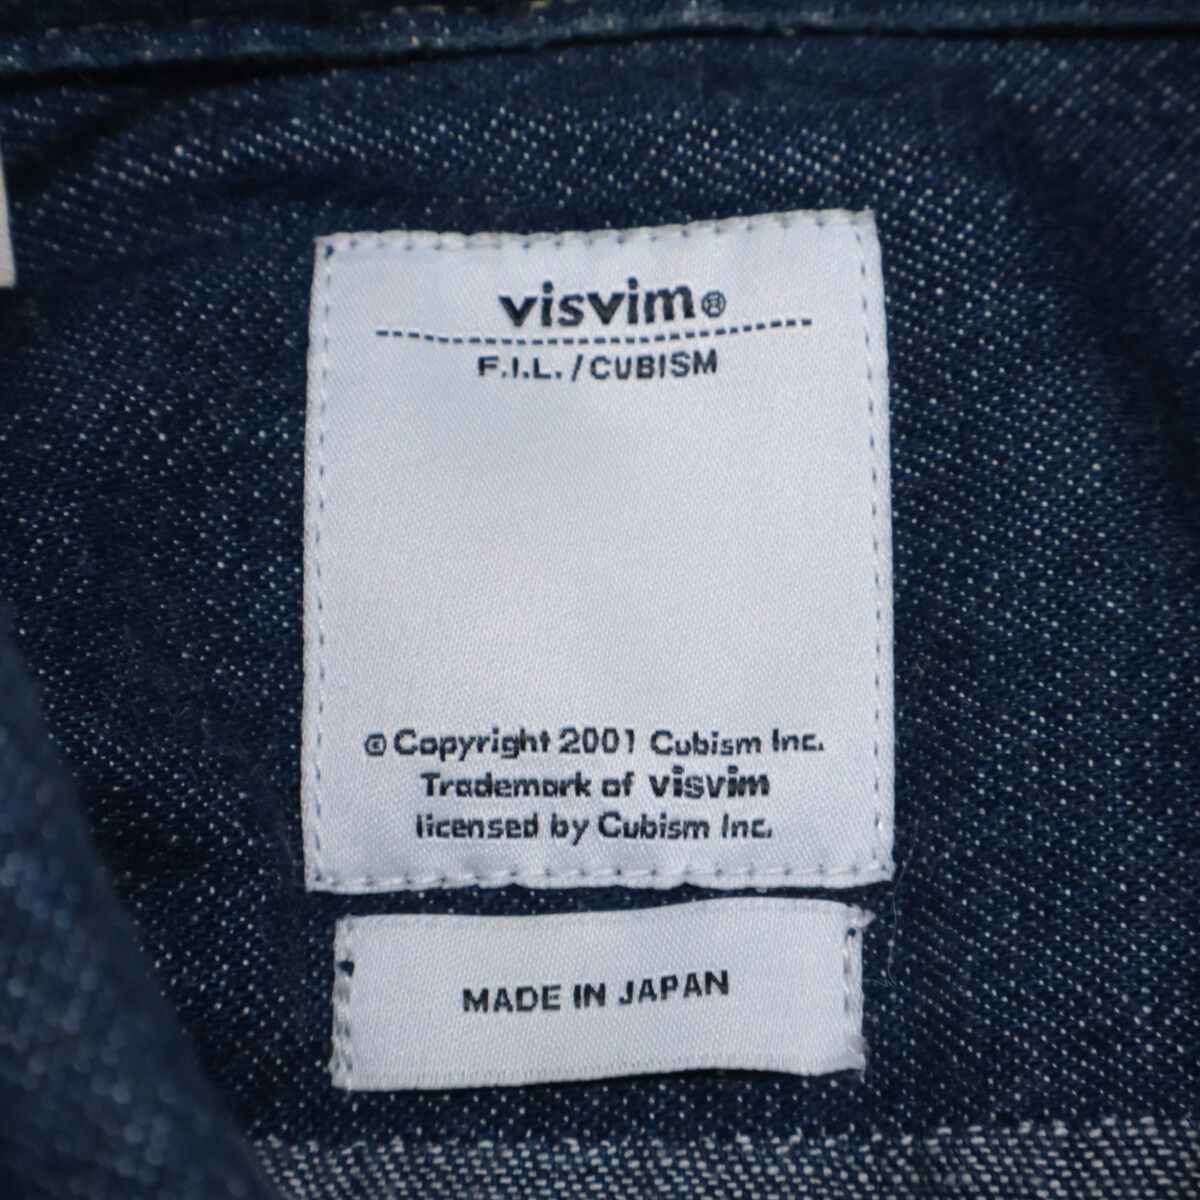 visvim®
F.I.L./CUBISM
© Copyright 2001 Cubism Inc.
Trademark of visvim
licensed by Cubism Inc.
MADE IN JAPAN